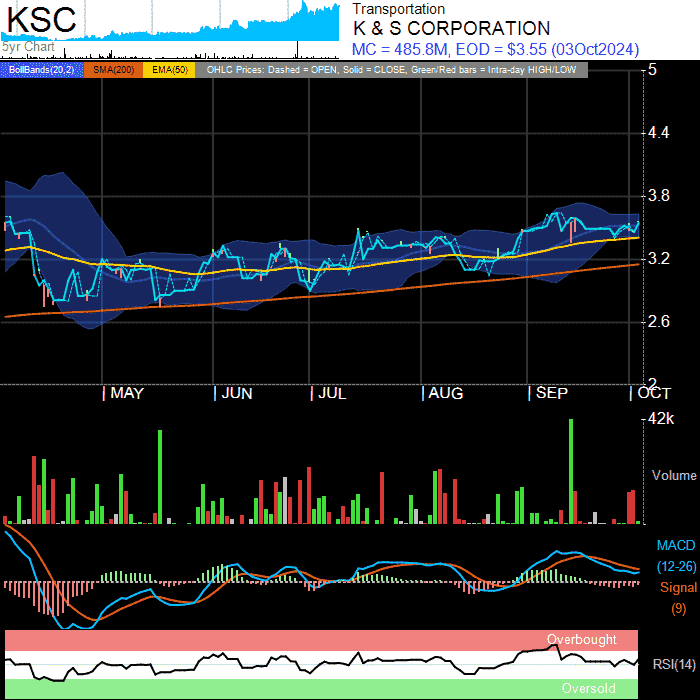 KSC
5yr Chart
Transportation
K & S CORPORATION
MC = 485.8M, EOD = $3.55 (03Oct2024)
BollBands(20,2) SMA(200) EMA(50) OHLC Prices: Dashed = OPEN, Solid = CLOSE, Green/Red bars = Intra-day HIGH/LOW
5
4.4
3.8
3.2
2.6
2
MAY JUN JUL AUG SEP OCT
42k
Volume
MACD
(12-26)
Signal
(9)
Overbought
RSI(14)
Oversold